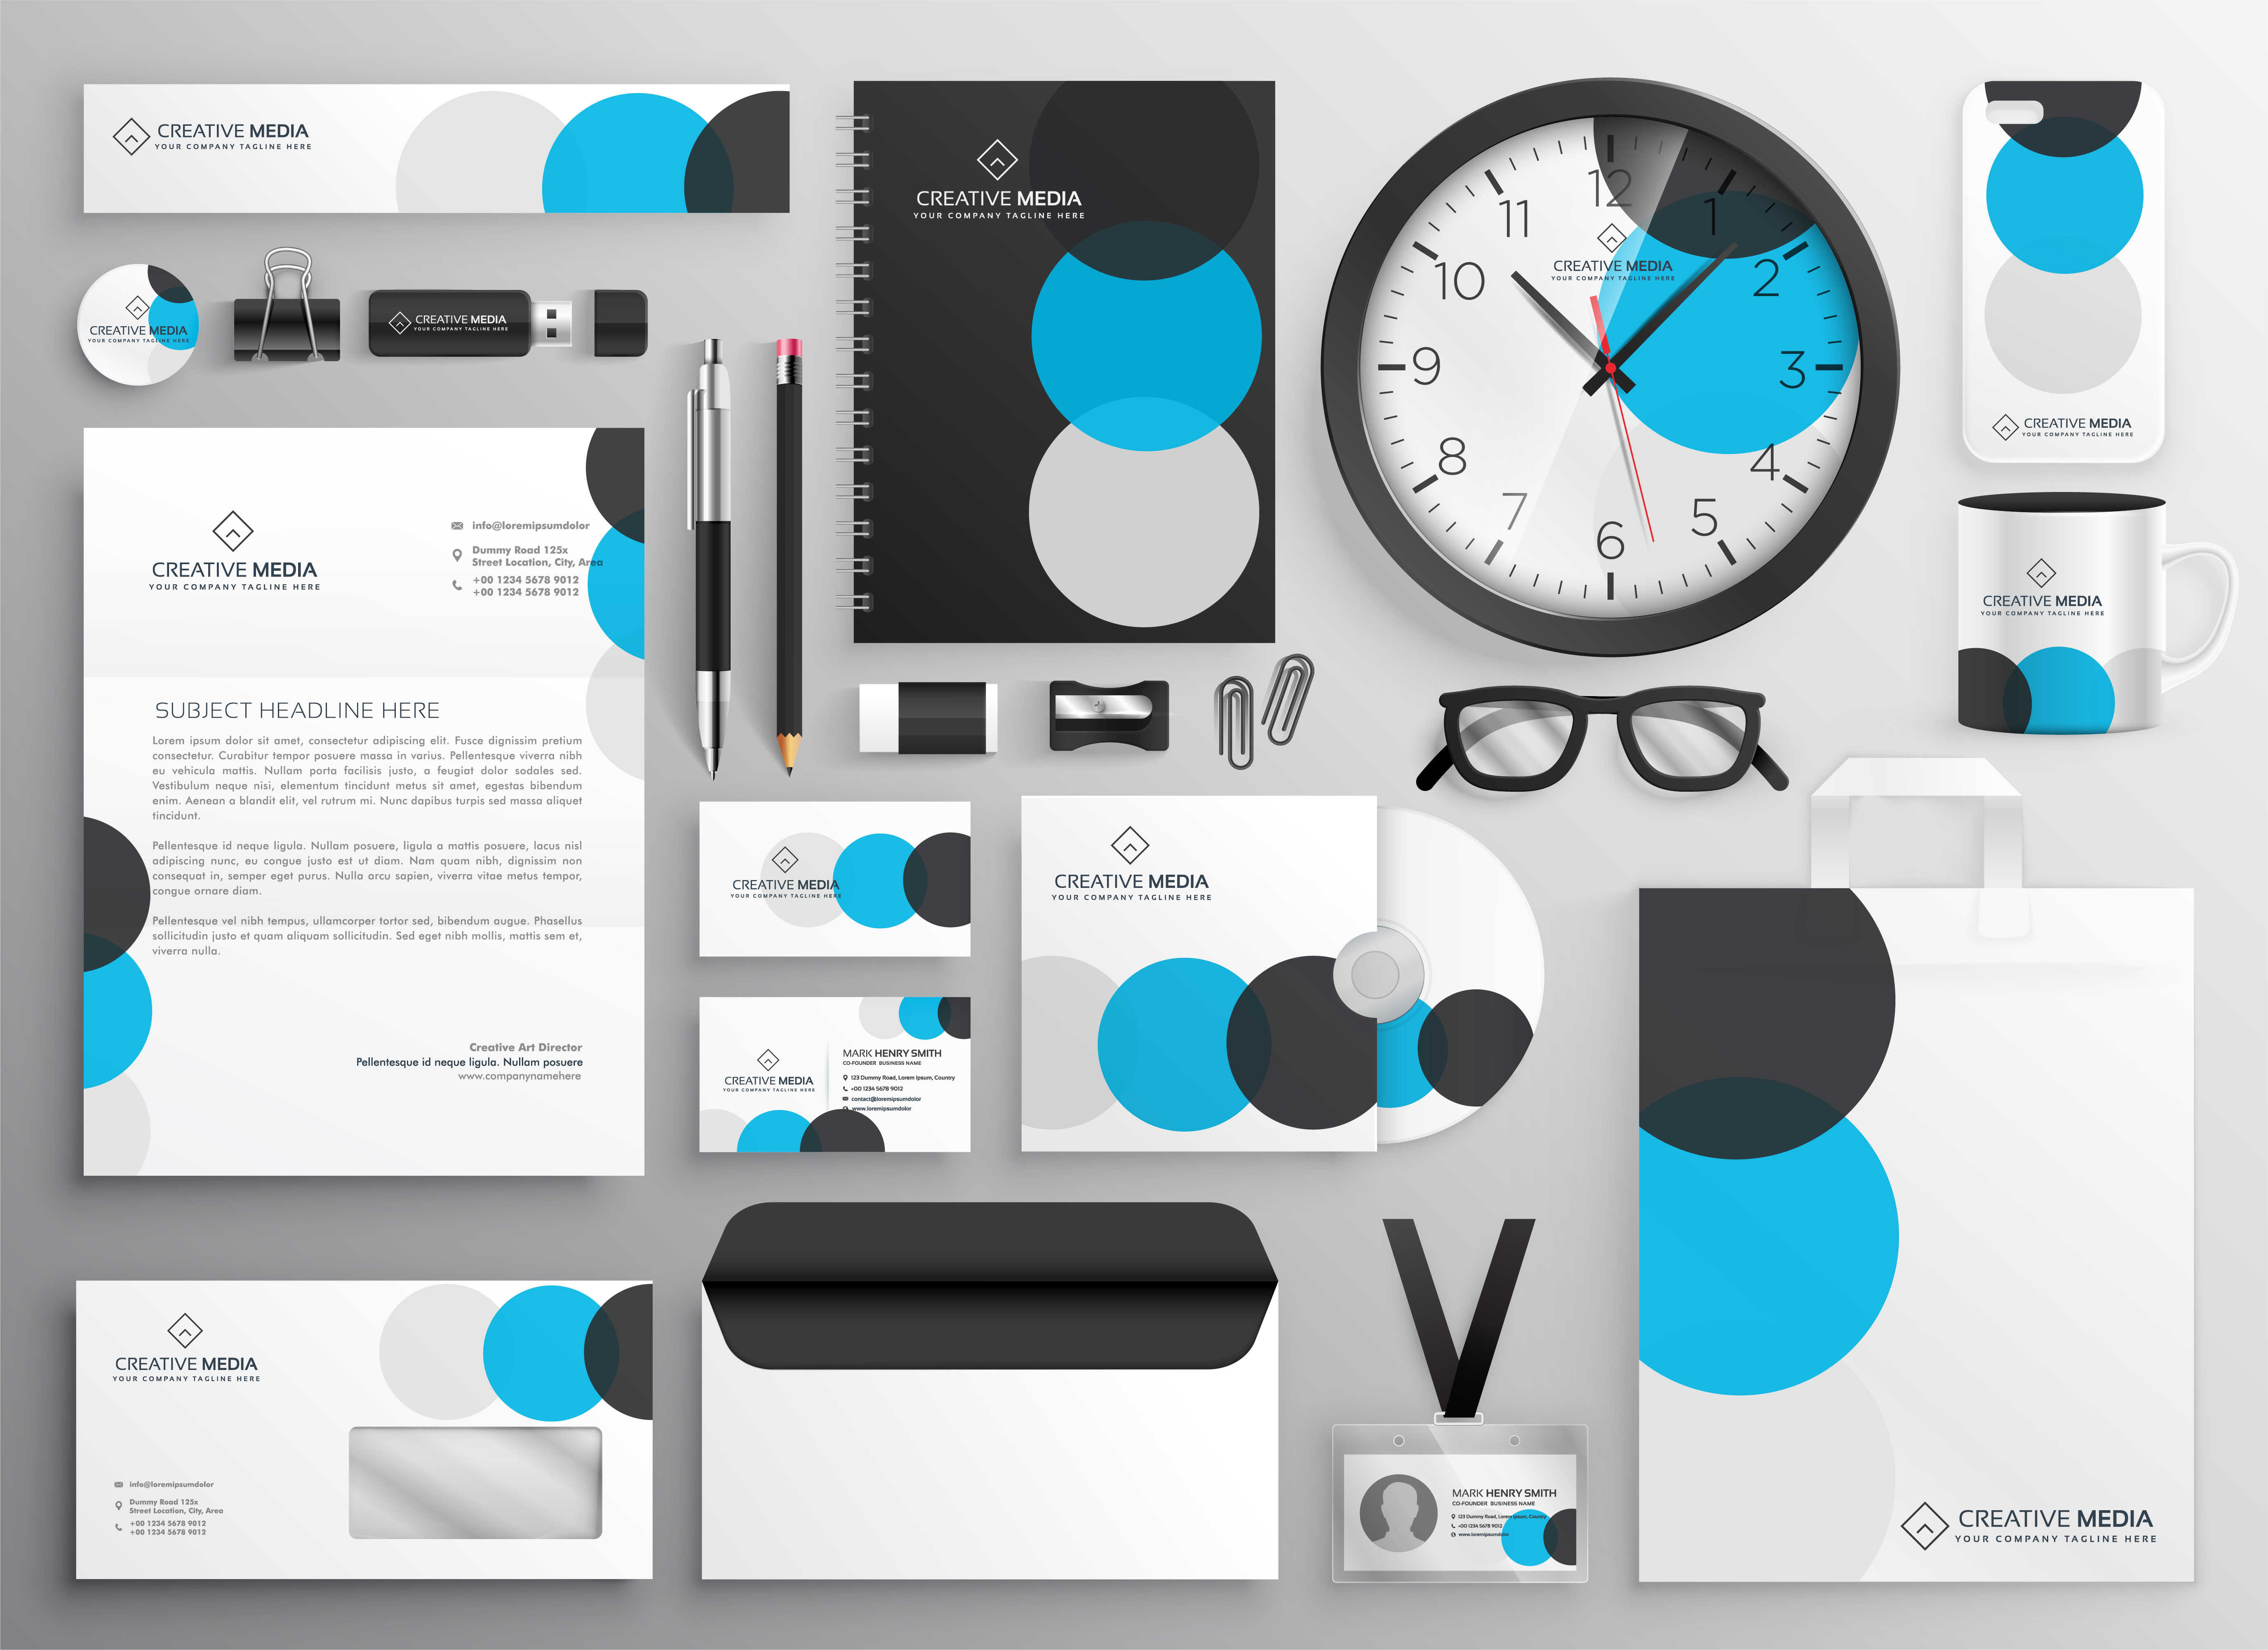 CREATIVE MEDIA
YOUR COMPANY TAGLINE HERE
CREATIVE MEDIA
YOUR COMPANY TAGLINE HERE
CREATIVE MEDIA
YOUR COMPANY TAGLINE HERE
CREATIVE MEDIA
YOUR COMPANY TAGLINE HERE
12
1
2
3
4
5
6
7
8
9
10
11
CREATIVE MEDIA
YOUR COMPANY TAGLINE HERE
CREATIVE MEDIA
YOUR COMPANY TAGLINE HERE
CREATIVE MEDIA
YOUR COMPANY TAGLINE HERE
CREATIVE MEDIA
YOUR COMPANY TAGLINE HERE
info@loremipsumdolor
Dummy Road 125x
Street Location, City, Area
+00 1234 5678 9012
+00 1234 5678 9012
SUBJECT HEADLINE HERE
Lorem ipsum dolor sit amet, consectetur adipiscing elit. Fusce dignissim pretium
consectetur. Curabitur tempor posuere massa in varius. Pellentesque viverra nibh
eu vehicula mattis. Nullam porta facilisis justo, a feugiat dolor sodales sed.
Vestibulum neque nisi, elementum tincidunt metus sit amet, egestas bibendum
enim. Aenean a blandit elit, vel rutrum mi. Nunc dapibus turpis sed massa aliquet
tincidunt.
Pellentesque id neque ligula. Nullam posuere, ligula a mattis posuere, lacus nisl
adipiscing nunc, eu congue justo est ut diam. Nam quam nibh, dignissim non
consequat in, semper eget purus. Nulla arcu sapien, viverra vitae metus tempor,
congue ornare diam.
Pellentesque vel nibh tempus, ullamcorper tortor sed, bibendum augue. Phasellus
sollicitudin justo et quam aliquam sollicitudin. Sed eget nibh mollis, mattis sem et,
viverra nulla.
Creative Art Director
Pellentesque id neque ligula. Nullam posuere
www.companynamehere
CREATIVE MEDIA
YOUR COMPANY TAGLINE HERE
CREATIVE MEDIA
YOUR COMPANY TAGLINE HERE
MARK HENRY SMITH
CO-FOUNDER BUSINESS NAME
123 Dummy Road, Lorem Ipsum, Country
+00 1234 5678 9012
contact@loremipsumdolor
www.loremipsumdolor
CREATIVE MEDIA
YOUR COMPANY TAGLINE HERE
CREATIVE MEDIA
YOUR COMPANY TAGLINE HERE
info@loremipsumdolor
Dummy Road 125x
Street Location, City, Area
+00 1234 5678 9012
+00 1234 5678 9012
MARK HENRY SMITH
CO-FOUNDER BUSINESS NAME
123 Dummy Road, Lorem Ipsum, Country
+00 1234 5678 9012
www.loremipsumdolor
CREATIVE MEDIA
YOUR COMPANY TAGLINE HERE